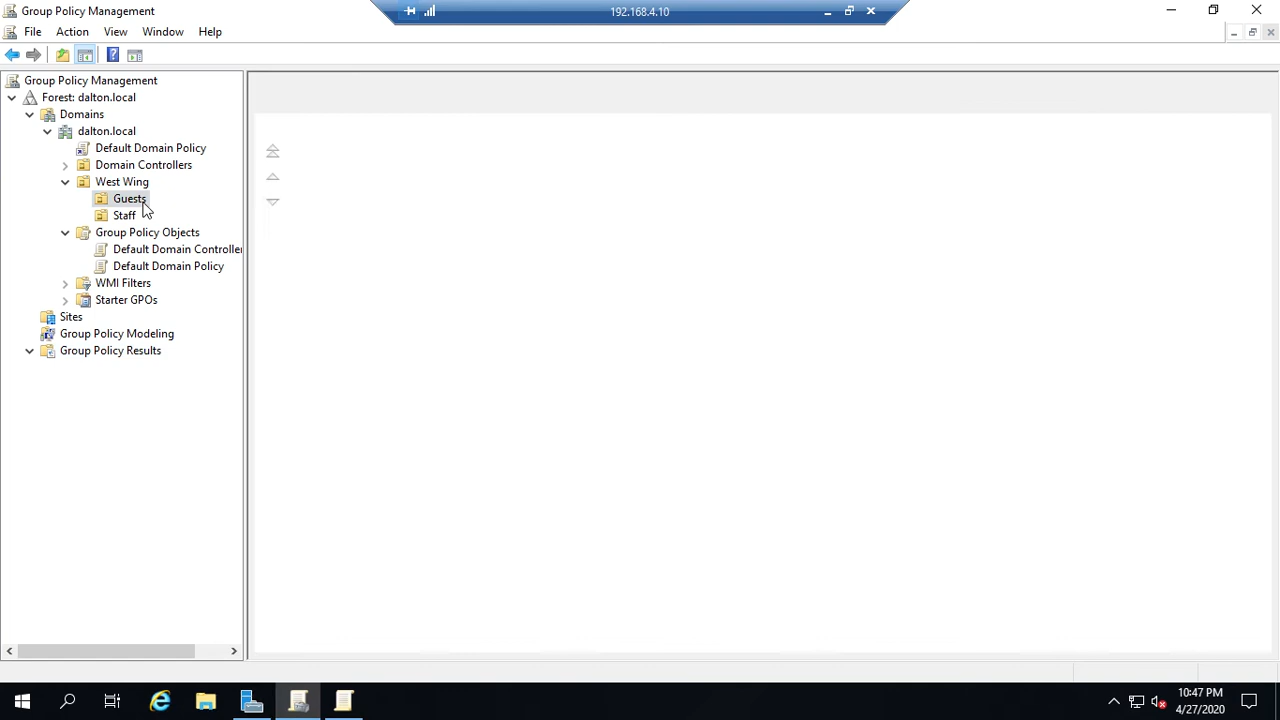 Group Policy Management
192.168.4.10
File Action View Window Help
Group Policy Management
Forest: dalton.local
Domains
dalton.local
Default Domain Policy
Domain Controllers
West Wing
Guests
Staff
Group Policy Objects
Default Domain Controller
Default Domain Policy
WMI Filters
Starter GPOs
Sites
Group Policy Modeling
Group Policy Results
10:47 PM
4/27/2020